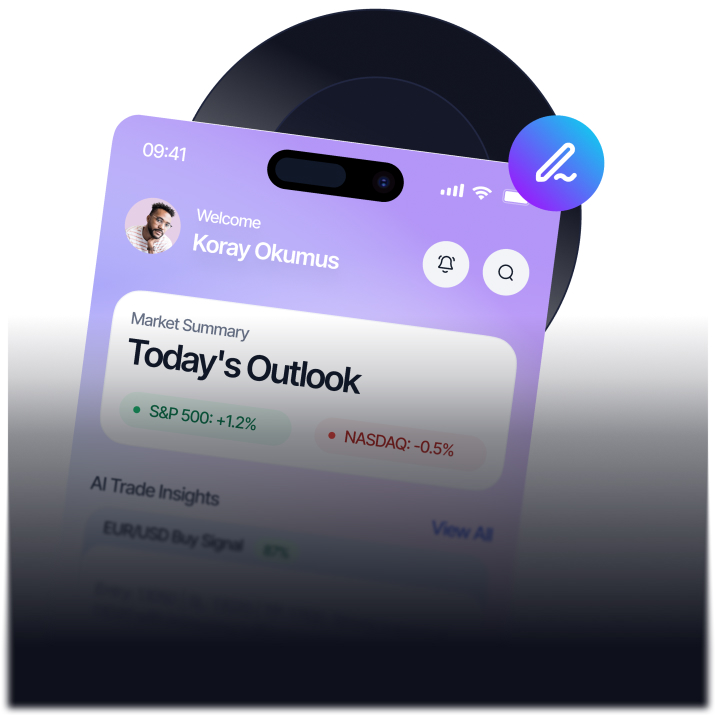 09:41
Welcome
Koray Okumus
Market Summary
Today's Outlook
S&P 500: +1.2%
NASDAQ: -0.5%
AI Trade Insights
View All
EUR/USD Buy Signal
87%